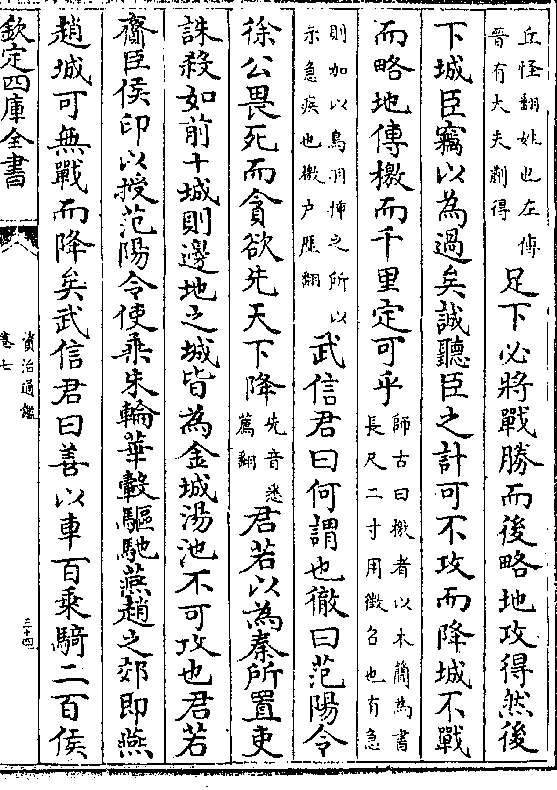 丘怪翻姓也左傳
晉有大夫蒯得
足下必將戰勝而後略地攻得然後
下城臣竊以為過矣誠聽臣之計可不攻而降城不戰
而略地傳檄而千里定可乎
師古曰檄者以木簡為書
長尺二寸用徵召也有急
則加以鳥羽揷之所以
示急疾也檄户歷翻
武信君曰何謂也徹曰范陽令
徐公畏死而貪欲先天下降
先音悉
薦翻
君若以為秦所置吏
誅殺如前十城則邊地之城皆為金城湯池不可攻也君若
齎臣侯印以授范陽令使乗朱輪華轂驅馳燕趙之郊即燕
趙城可無戰而降矣武信君曰善以車百乘騎二百侯
欽定四庫全書
資治通鑑
卷七
三十四